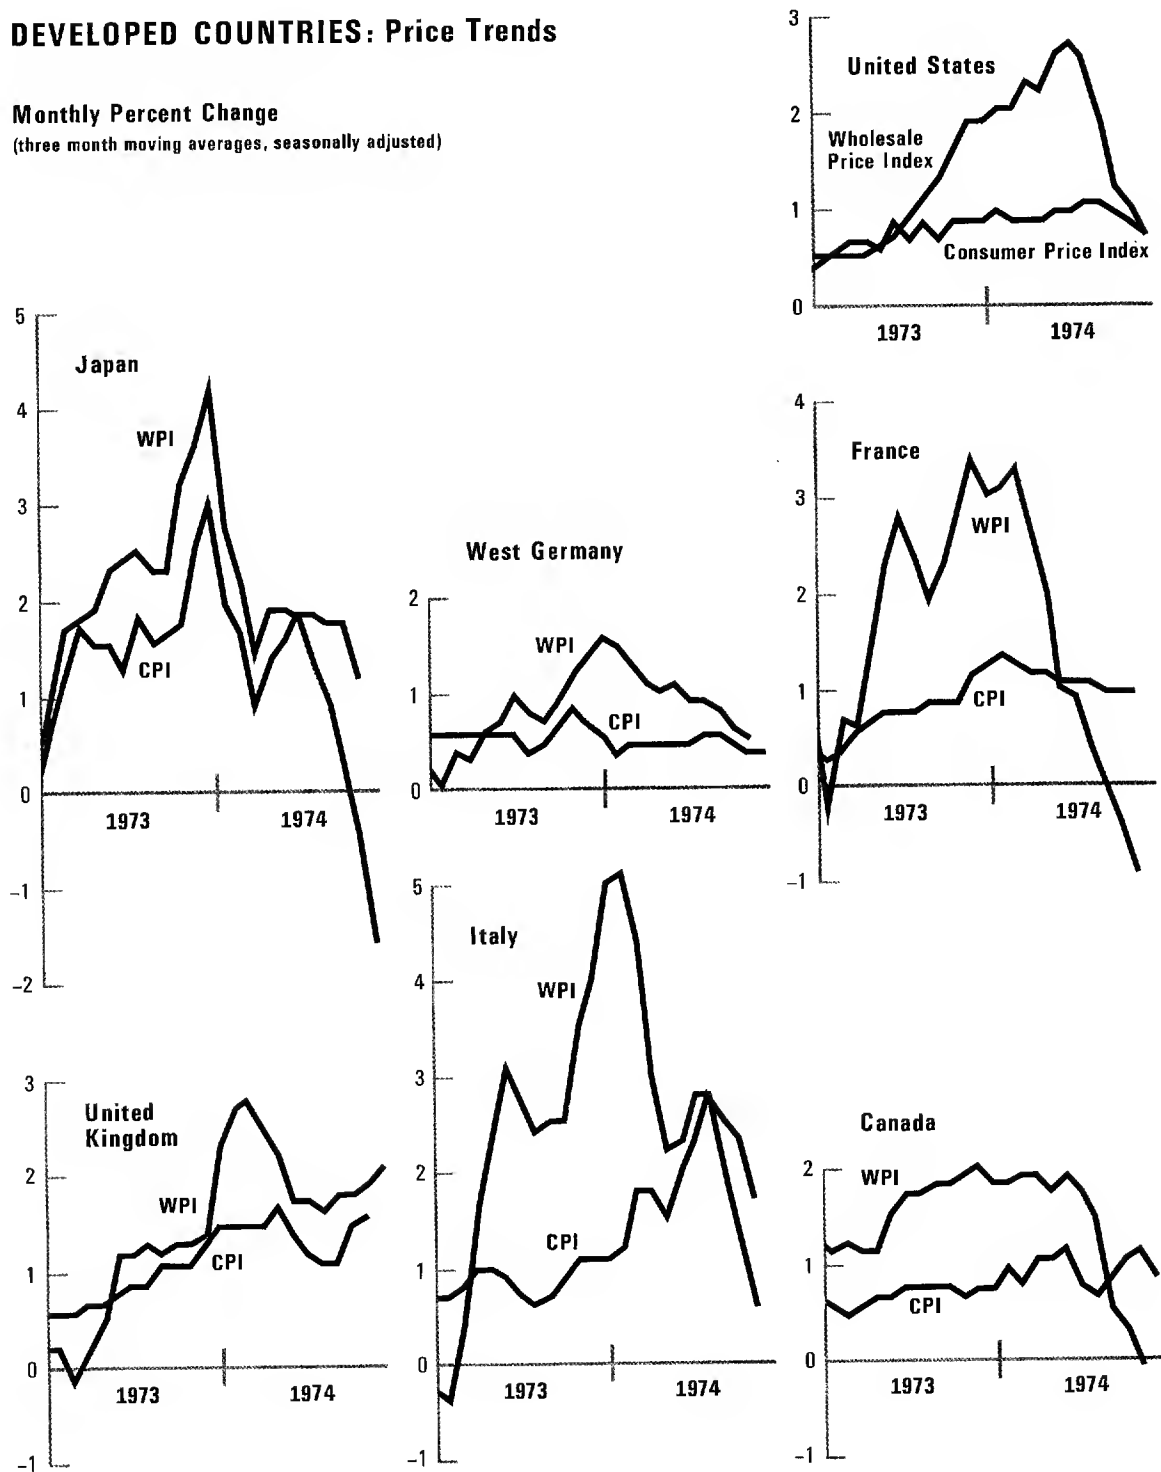 DEVELOPED COUNTRIES: Price Trends
Monthly Percent Change
(three month moving averages, seasonally adjusted)
3
United States
2
Wholesale
Price Index
1
Consumer Price Index
0
1973 1974
5
Japan
4
WPI
3
2
CPI
1
0
1973 1974
-1
-2
West Germany
2
WPI
1
CPI
0
1973 1974
4
France
3
WPI
2
1
CPI
0
1973 1974
-1
3
United
Kingdom
2
WPI
CPI
1
0
1973 1974
-1
5
Italy
4
WPI
3
2
CPI
1
0
1973 1974
-1
Canada
2
WPI
1
CPI
0
1973 1974
-1